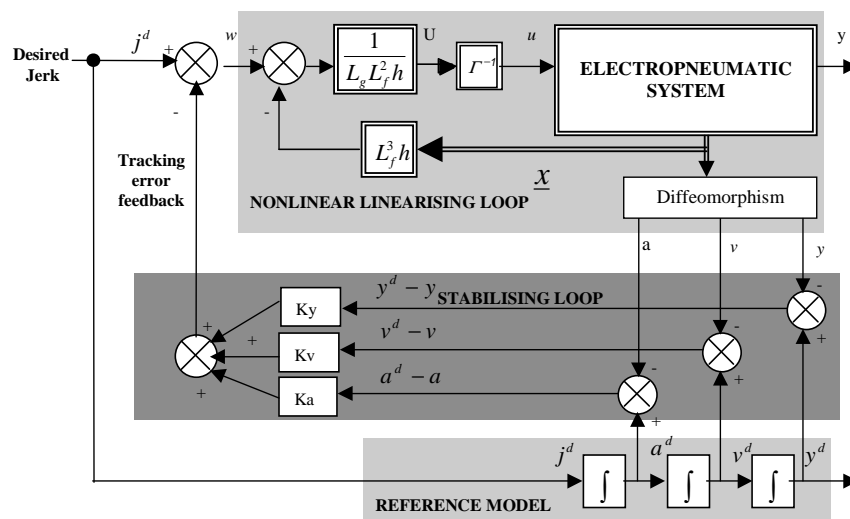 Desired
Jerk
j^d
+
-
w
+
-
1
L_g L_f^2 h
U
Γ^{-1}
u
ELECTROPNEUMATIC
SYSTEM
y
L_f^3 h
x
Tracking
error
feedback
NONLINEAR LINEARISING LOOP
Diffeomorphism
a
v
y
y^d − y
STABILISING LOOP
-
+
Ky
+
v^d − v
-
+
Kv
+
a^d − a
-
+
Ka
+
j^d
∫
a^d
∫
v^d
∫
y^d
REFERENCE MODEL